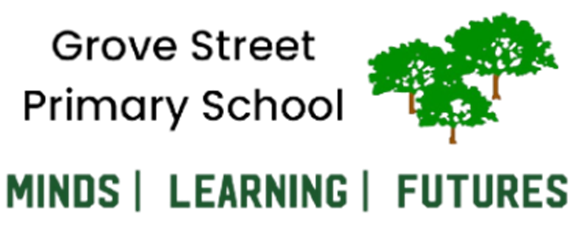 Grove Street
Primary School
MINDS | LEARNING | FUTURES